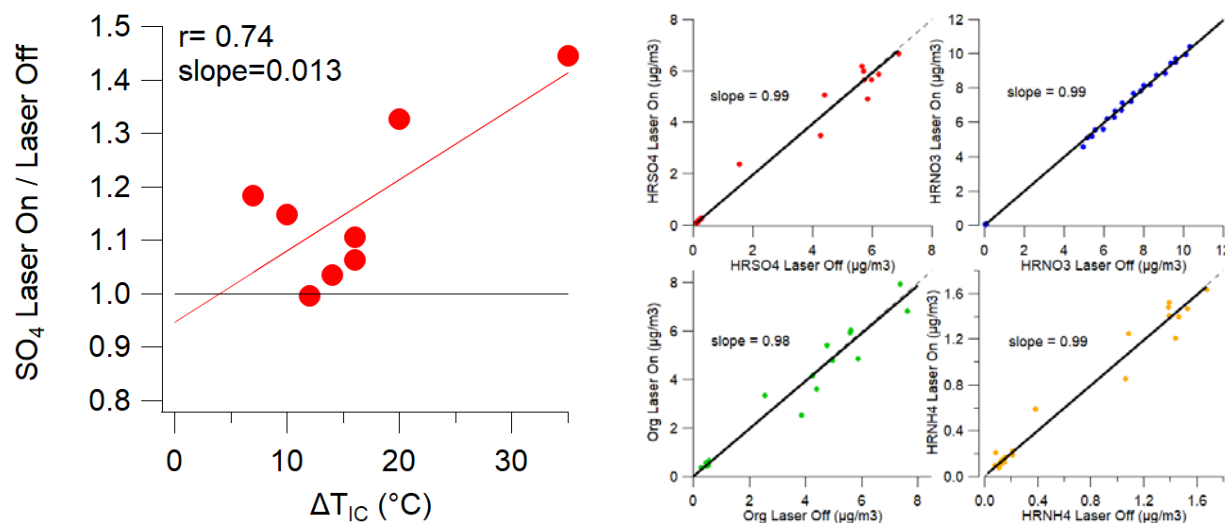 r= 0.74
slope=0.013
1.5
1.4
1.3
1.2
1.1
1.0
0.9
0.8
SO4 Laser On / Laser Off
0 10 20 30
ΔTIC (°C)
8
6
4
2
0
HRSO4 Laser On (µg/m3)
slope = 0.99
0 2 4 6 8
HRSO4 Laser Off (µg/m3)
12
10
8
6
4
2
0
HRNO3 Laser On (µg/m3)
slope = 0.99
0 2 4 6 8 10 12
HRNO3 Laser Off (µg/m3)
8
6
4
2
0
Org Laser On (µg/m3)
slope = 0.98
0 2 4 6 8
Org Laser Off (µg/m3)
1.6
1.2
0.8
0.4
0.0
HRNH4 Laser On (µg/m3)
slope = 0.99
0.0 0.4 0.8 1.2 1.6
HRNH4 Laser Off (µg/m3)